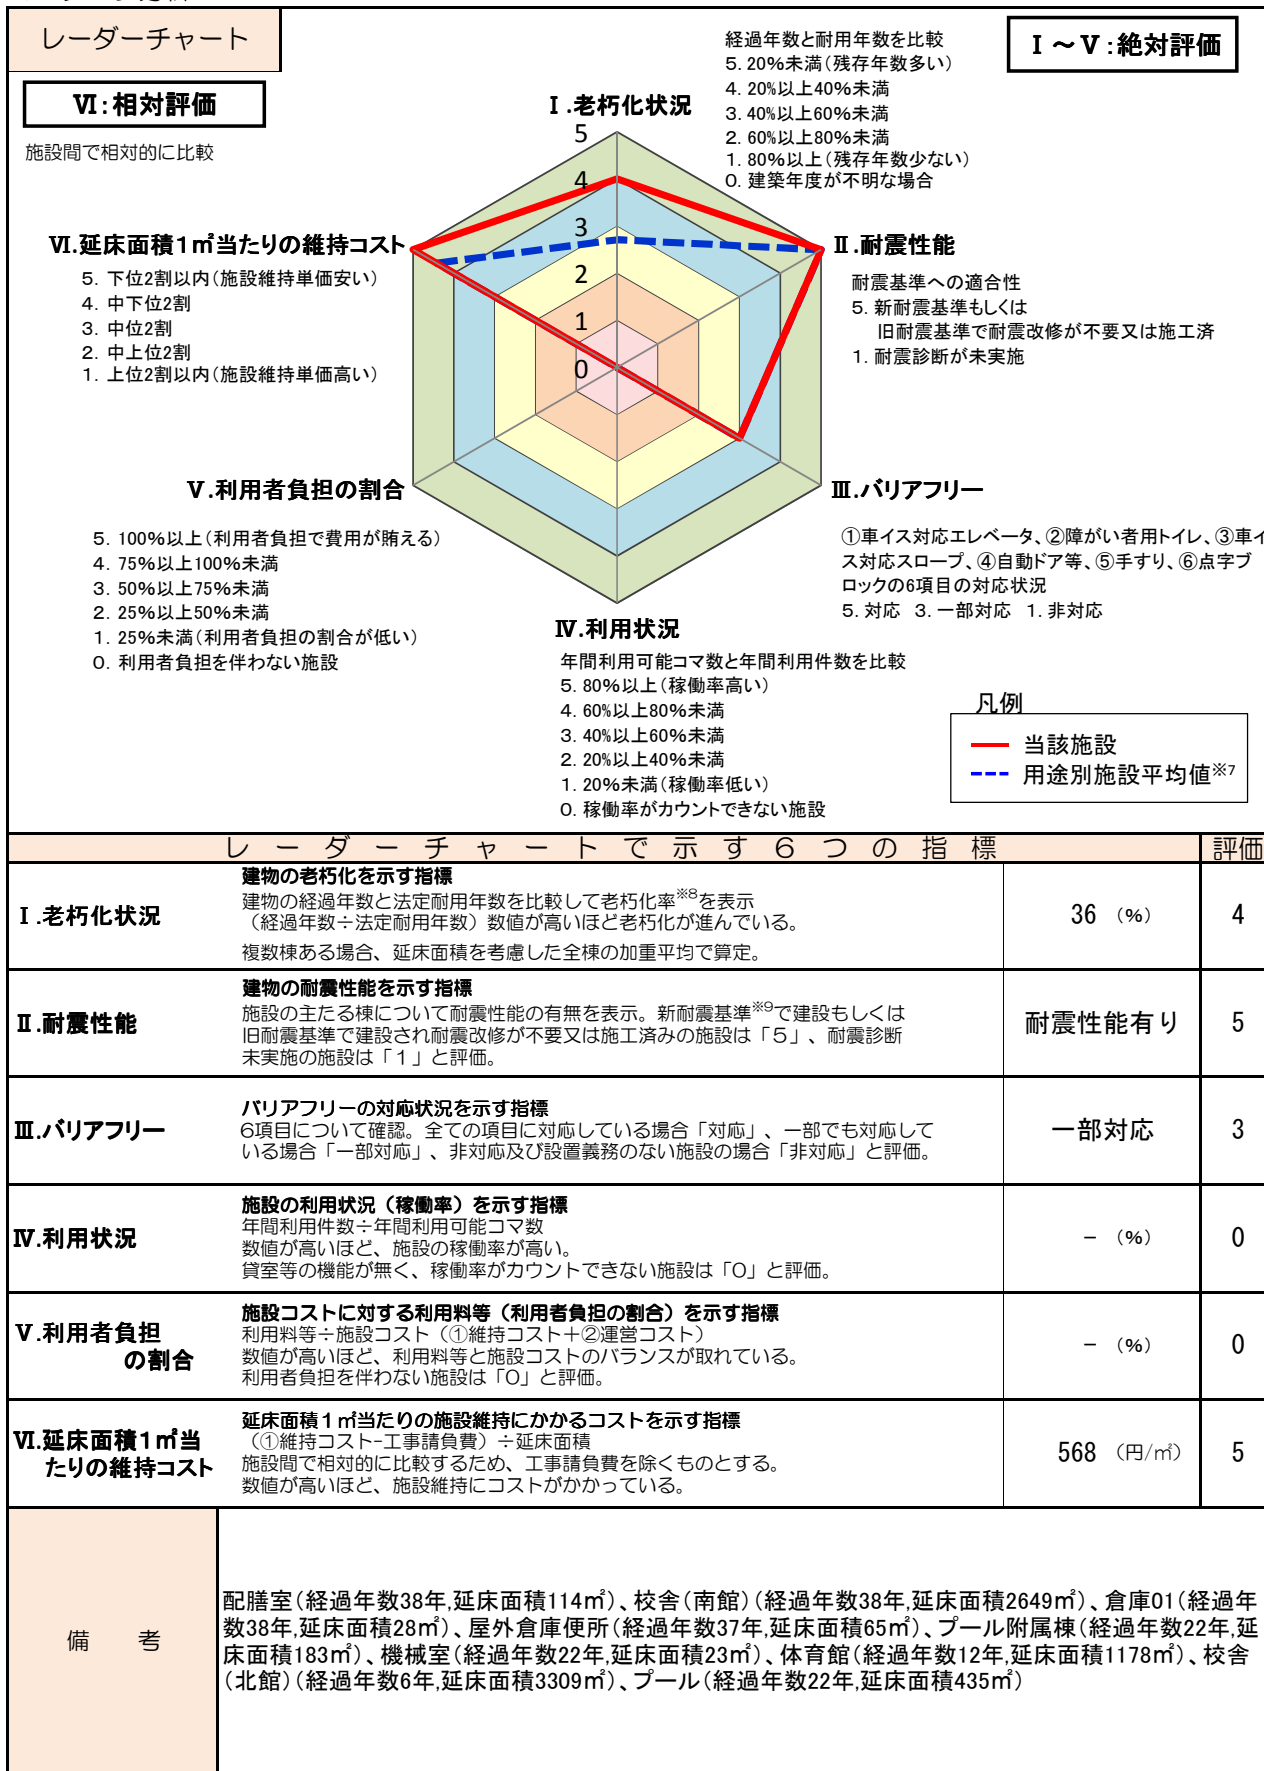 レーダーチャート
Ⅵ：相対評価
施設間で相対的に比較
Ⅰ～Ⅴ：絶対評価
経過年数と耐用年数を比較
5. 20%未満（残存年数多い）
4. 20%以上40%未満
3. 40%以上60%未満
2. 60%以上80%未満
1. 80%以上（残存年数少ない）
0. 建築年度が不明な場合
Ⅰ.老朽化状況
5
4
3
2
1
0
Ⅵ.延床面積1㎡当たりの維持コスト
5. 下位2割以内（施設維持単価安い）
4. 中下位2割
3. 中位2割
2. 中上位2割
1. 上位2割以内（施設維持単価高い）
Ⅱ.耐震性能
耐震基準への適合性
5. 新耐震基準もしくは
旧耐震基準で耐震改修が不要又は施工済
1. 耐震診断が未実施
Ⅴ.利用者負担の割合
5. 100%以上（利用者負担で費用が賄える）
4. 75%以上100%未満
3. 50%以上75%未満
2. 25%以上50%未満
1. 25%未満（利用者負担の割合が低い）
0. 利用者負担を伴わない施設
Ⅲ.バリアフリー
①車イス対応エレベータ、②障がい者用トイレ、③車イ
ス対応スロープ、④自動ドア等、⑤手すり、⑥点字ブ
ロックの6項目の対応状況
5. 対応 3. 一部対応 1. 非対応
Ⅳ.利用状況
年間利用可能コマ数と年間利用件数を比較
5. 80%以上（稼働率高い）
4. 60%以上80%未満
3. 40%以上60%未満
2. 20%以上40%未満
1. 20%未満（稼働率低い）
0. 稼働率がカウントできない施設
凡例
当該施設
用途別施設平均値※7
レーダーチャートで示す6つの指標 評価
Ⅰ.老朽化状況
建物の老朽化を示す指標
建物の経過年数と法定耐用年数を比較して老朽化率※8を表示
（経過年数÷法定耐用年数）数値が高いほど老朽化が進んでいる。
複数棟ある場合、延床面積を考慮した全棟の加重平均で算定。
36 （%） 4
Ⅱ.耐震性能
建物の耐震性能を示す指標
施設の主たる棟について耐震性能の有無を表示。新耐震基準※9で建設もしくは
旧耐震基準で建設され耐震改修が不要又は施工済みの施設は「5」、耐震診断
未実施の施設は「1」と評価。
耐震性能有り 5
Ⅲ.バリアフリー
バリアフリーの対応状況を示す指標
6項目について確認。全ての項目に対応している場合「対応」、一部でも対応して
いる場合「一部対応」、非対応及び設置義務のない施設の場合「非対応」と評価。
一部対応 3
Ⅳ.利用状況
施設の利用状況（稼働率）を示す指標
年間利用件数÷年間利用可能コマ数
数値が高いほど、施設の稼働率が高い。
貸室等の機能が無く、稼働率がカウントできない施設は「0」と評価。
－ （%） 0
Ⅴ.利用者負担
の割合
施設コストに対する利用料等（利用者負担の割合）を示す指標
利用料等÷施設コスト（①維持コスト＋②運営コスト）
数値が高いほど、利用料等と施設コストのバランスが取れている。
利用者負担を伴わない施設は「0」と評価。
－ （%） 0
Ⅵ.延床面積1㎡当
たりの維持コスト
延床面積1㎡当たりの施設維持にかかるコストを示す指標
（①維持コスト-工事請負費）÷延床面積
施設間で相対的に比較するため、工事請負費を除くものとする。
数値が高いほど、施設維持にコストがかかっている。
568 （円/㎡） 5
備考
配膳室（経過年数38年,延床面積114㎡）、校舎（南館）（経過年数38年,延床面積2649㎡）、倉庫01（経過年
数38年,延床面積28㎡）、屋外倉庫便所（経過年数37年,延床面積65㎡）、プール附属棟（経過年数22年,延
床面積183㎡）、機械室（経過年数22年,延床面積23㎡）、体育館（経過年数12年,延床面積1178㎡）、校舎
（北館）（経過年数6年,延床面積3309㎡）、プール（経過年数22年,延床面積435㎡）